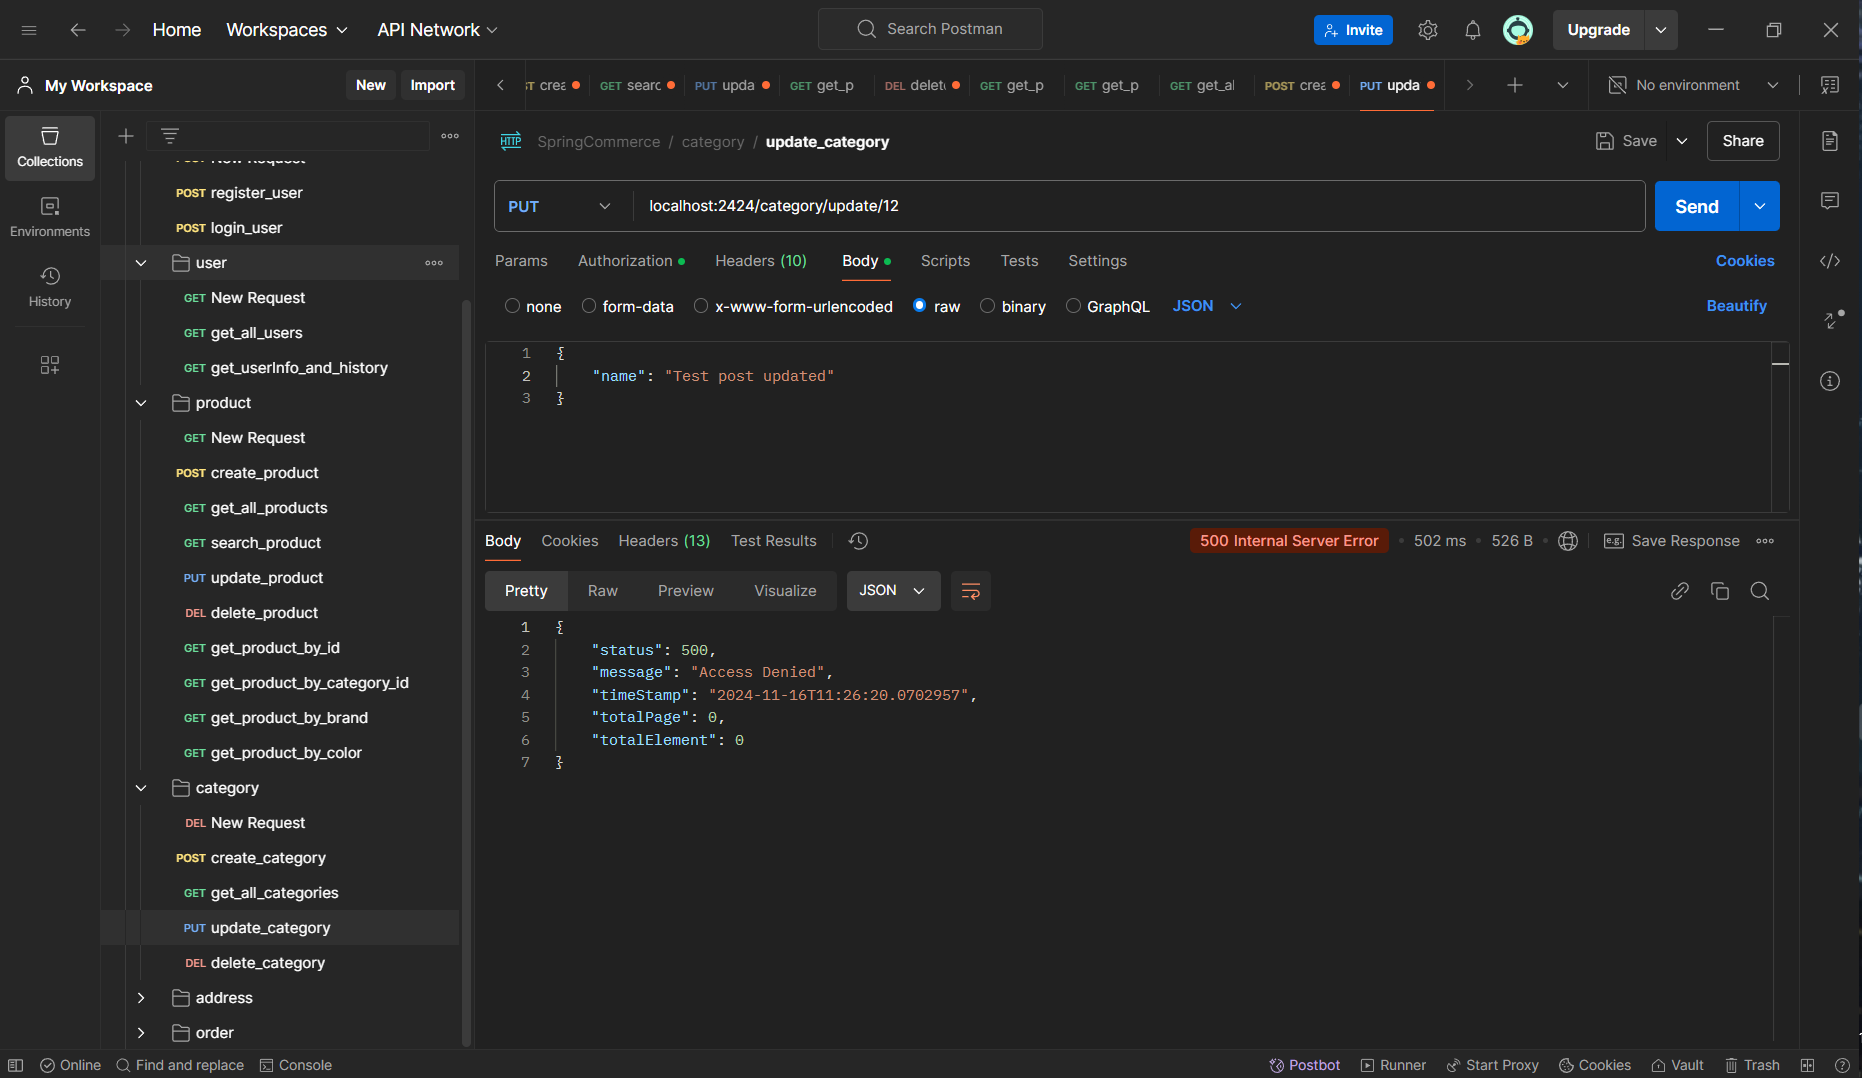 Home Workspaces API Network Search Postman Invite Upgrade
My Workspace New Import
crea GET searc PUT upda GET get_p DEL delet GET get_p GET get_p GET get_al POST crea PUT upda No environment
Collections
Environments
History
New Request
POST register_user
POST login_user
user
GET New Request
GET get_all_users
GET get_userInfo_and_history
product
GET New Request
POST create_product
GET get_all_products
GET search_product
PUT update_product
DEL delete_product
GET get_product_by_id
GET get_product_by_category_id
GET get_product_by_brand
GET get_product_by_color
category
DEL New Request
POST create_category
GET get_all_categories
PUT update_category
DEL delete_category
address
order
HTTP SpringCommerce / category / update_category Save Share
PUT localhost:2424/category/update/12 Send
Params Authorization Headers (10) Body Scripts Tests Settings Cookies
none form-data x-www-form-urlencoded raw binary GraphQL JSON Beautify
1 {
2 "name": "Test post updated"
3 }
Body Cookies Headers (13) Test Results 500 Internal Server Error 502 ms 526 B e.g. Save Response
Pretty Raw Preview Visualize JSON
1 {
2 "status": 500,
3 "message": "Access Denied",
4 "timeStamp": "2024-11-16T11:26:20.0702957",
5 "totalPage": 0,
6 "totalElement": 0
7 }
Online Find and replace Console Postbot Runner Start Proxy Cookies Vault Trash